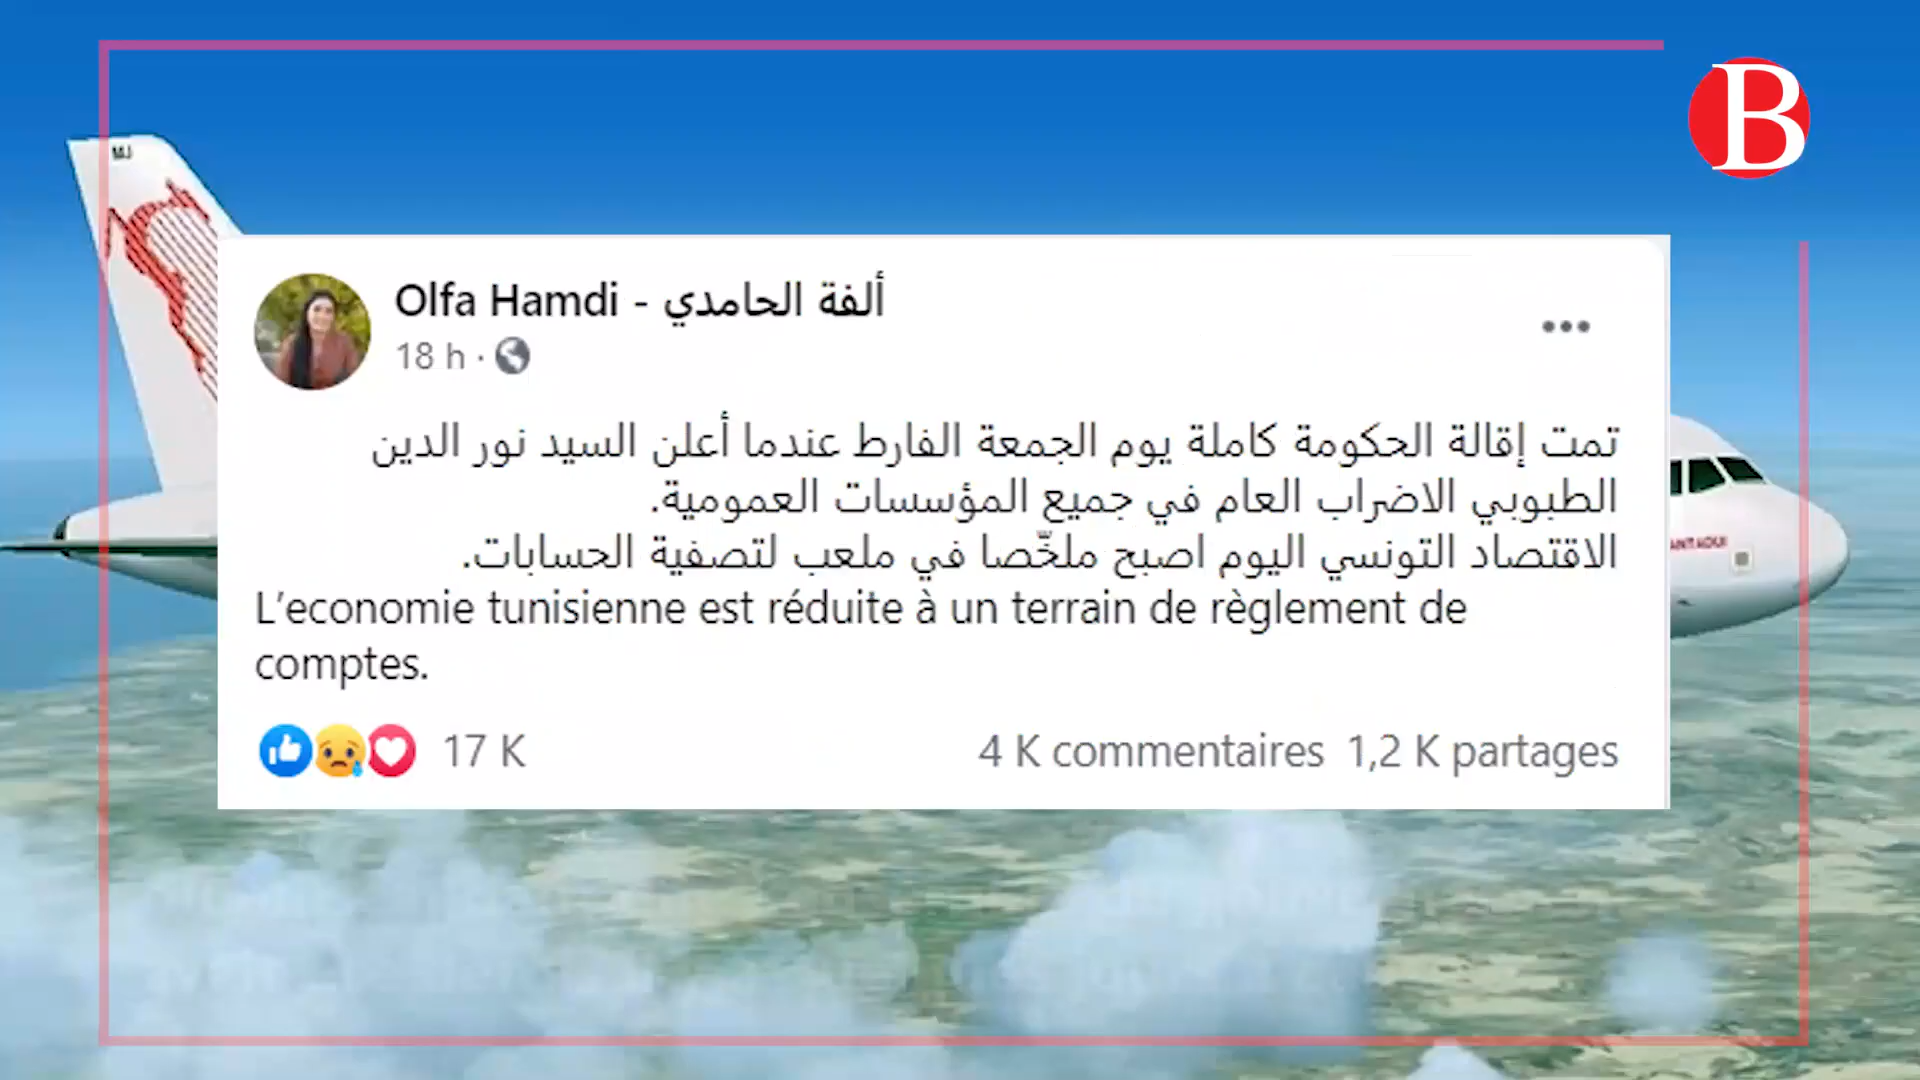 B
MJ
Olfa Hamdi - ألفة الحامدي
18 h ·
تمت إقالة الحكومة كاملة يوم الجمعة الفارط عندما أعلن السيد نور الدين
الطبوبي الاضراب العام في جميع المؤسسات العمومية.
الاقتصاد التونسي اليوم اصبح ملخّصا في ملعب لتصفية الحسابات.
L’economie tunisienne est réduite à un terrain de règlement de
comptes.
17 K
4 K commentaires 1,2 K partages